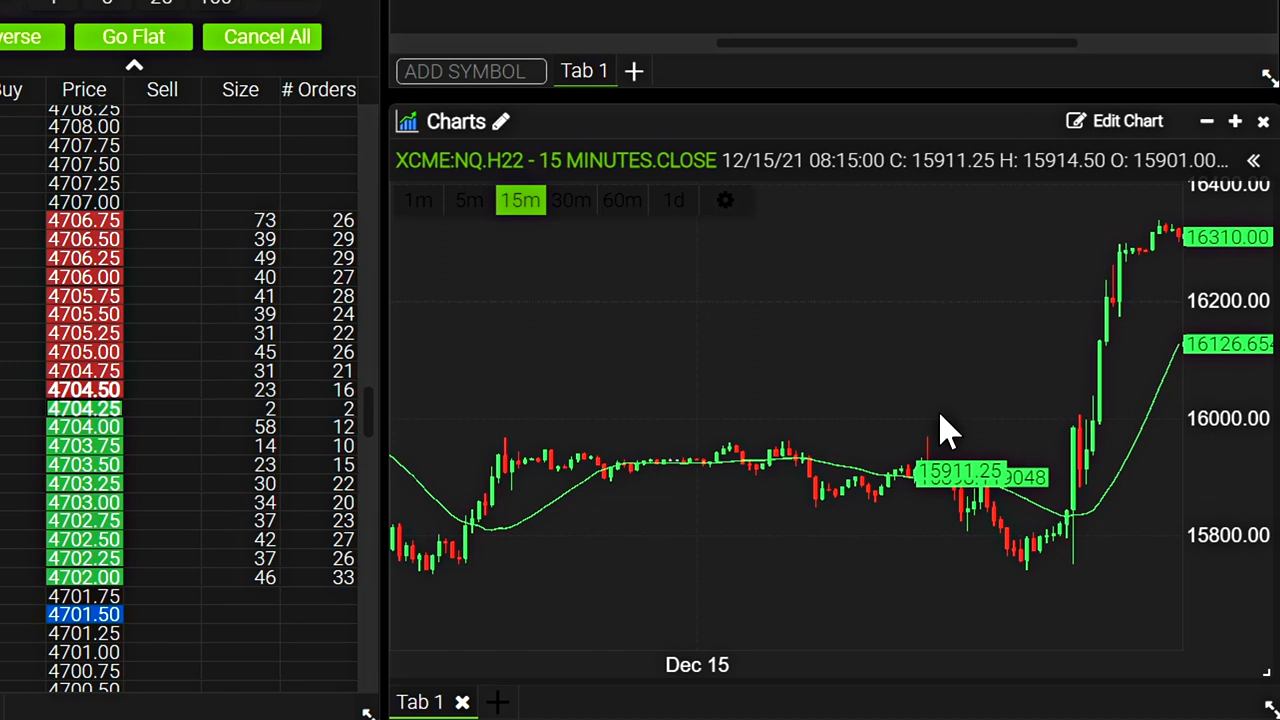 Go Flat
Cancel All
Price Sell Size # Orders
4708.25
4708.00
4707.75
4707.50
4707.25
4707.00
4706.75 73 26
4706.50 39 29
4706.25 49 29
4706.00 40 27
4705.75 41 28
4705.50 39 24
4705.25 31 22
4705.00 45 26
4704.75 31 21
4704.50 23 16
4704.25 2 2
4704.00 58 12
4703.75 14 10
4703.50 23 15
4703.25 30 22
4703.00 34 20
4702.75 37 23
4702.50 42 27
4702.25 37 26
4702.00 46 33
4701.75
4701.50
4701.25
4701.00
4700.75
4700.50
ADD SYMBOL Tab 1 +
Charts
Edit Chart
XCME:NQ.H22 - 15 MINUTES.CLOSE 12/15/21 08:15:00 C: 15911.25 H: 15914.50 O: 15901.00...
1m 5m 15m 30m 60m 1d
16400.00
16310.00
16200.00
16126.654
16000.00
15911.25
15800.00
Dec 15
Tab 1